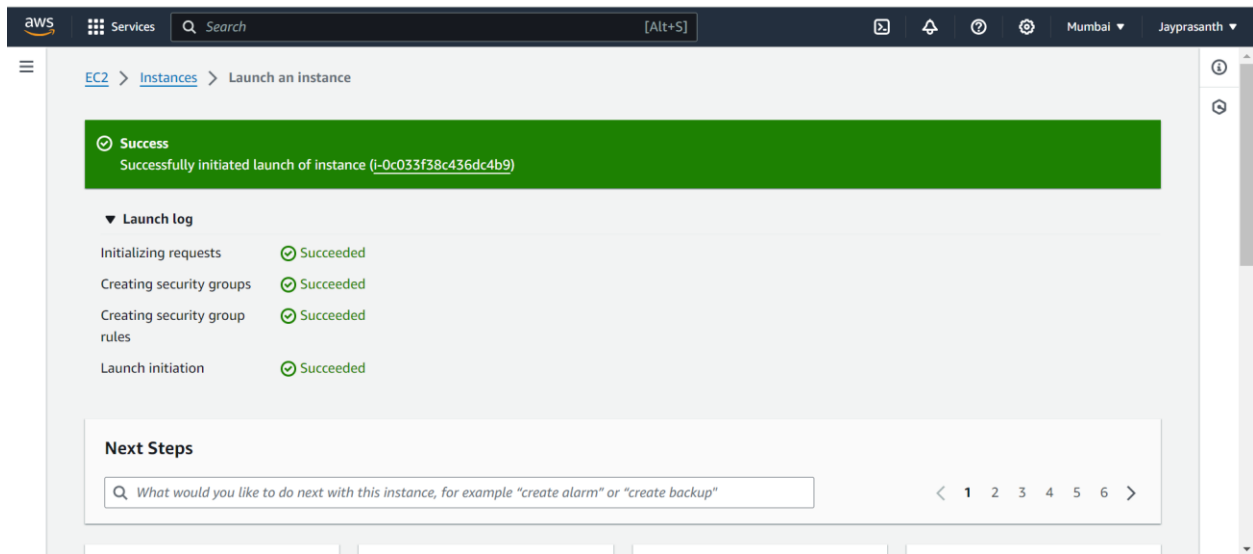 aws Services Search [Alt+S] Mumbai Jayprasanth
EC2 > Instances > Launch an instance
Success
Successfully initiated launch of instance (i-0c033f38c436dc4b9)
Launch log
Initializing requests Succeeded
Creating security groups Succeeded
Creating security group Succeeded
rules
Launch initiation Succeeded
Next Steps
What would you like to do next with this instance, for example “create alarm” or “create backup"
< 1 2 3 4 5 6 >